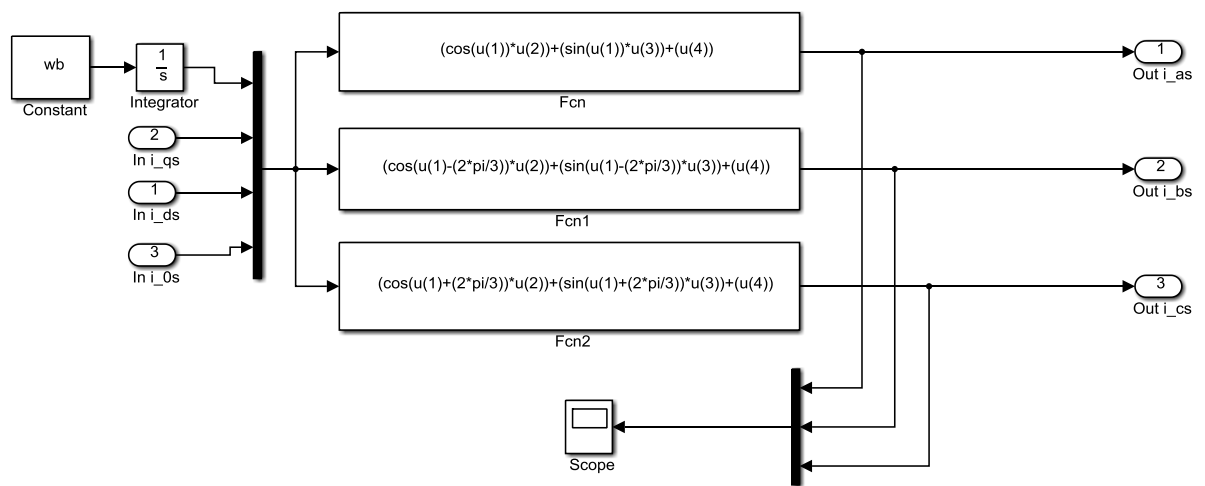 wb
Constant
1
s
Integrator
2
In i_qs
1
In i_ds
3
In i_0s
(cos(u(1))*u(2))+(sin(u(1))*u(3))+(u(4))
Fcn
(cos(u(1)-(2*pi/3))*u(2))+(sin(u(1)-(2*pi/3))*u(3))+(u(4))
Fcn1
(cos(u(1)+(2*pi/3))*u(2))+(sin(u(1)+(2*pi/3))*u(3))+(u(4))
Fcn2
1
Out i_as
2
Out i_bs
3
Out i_cs
Scope